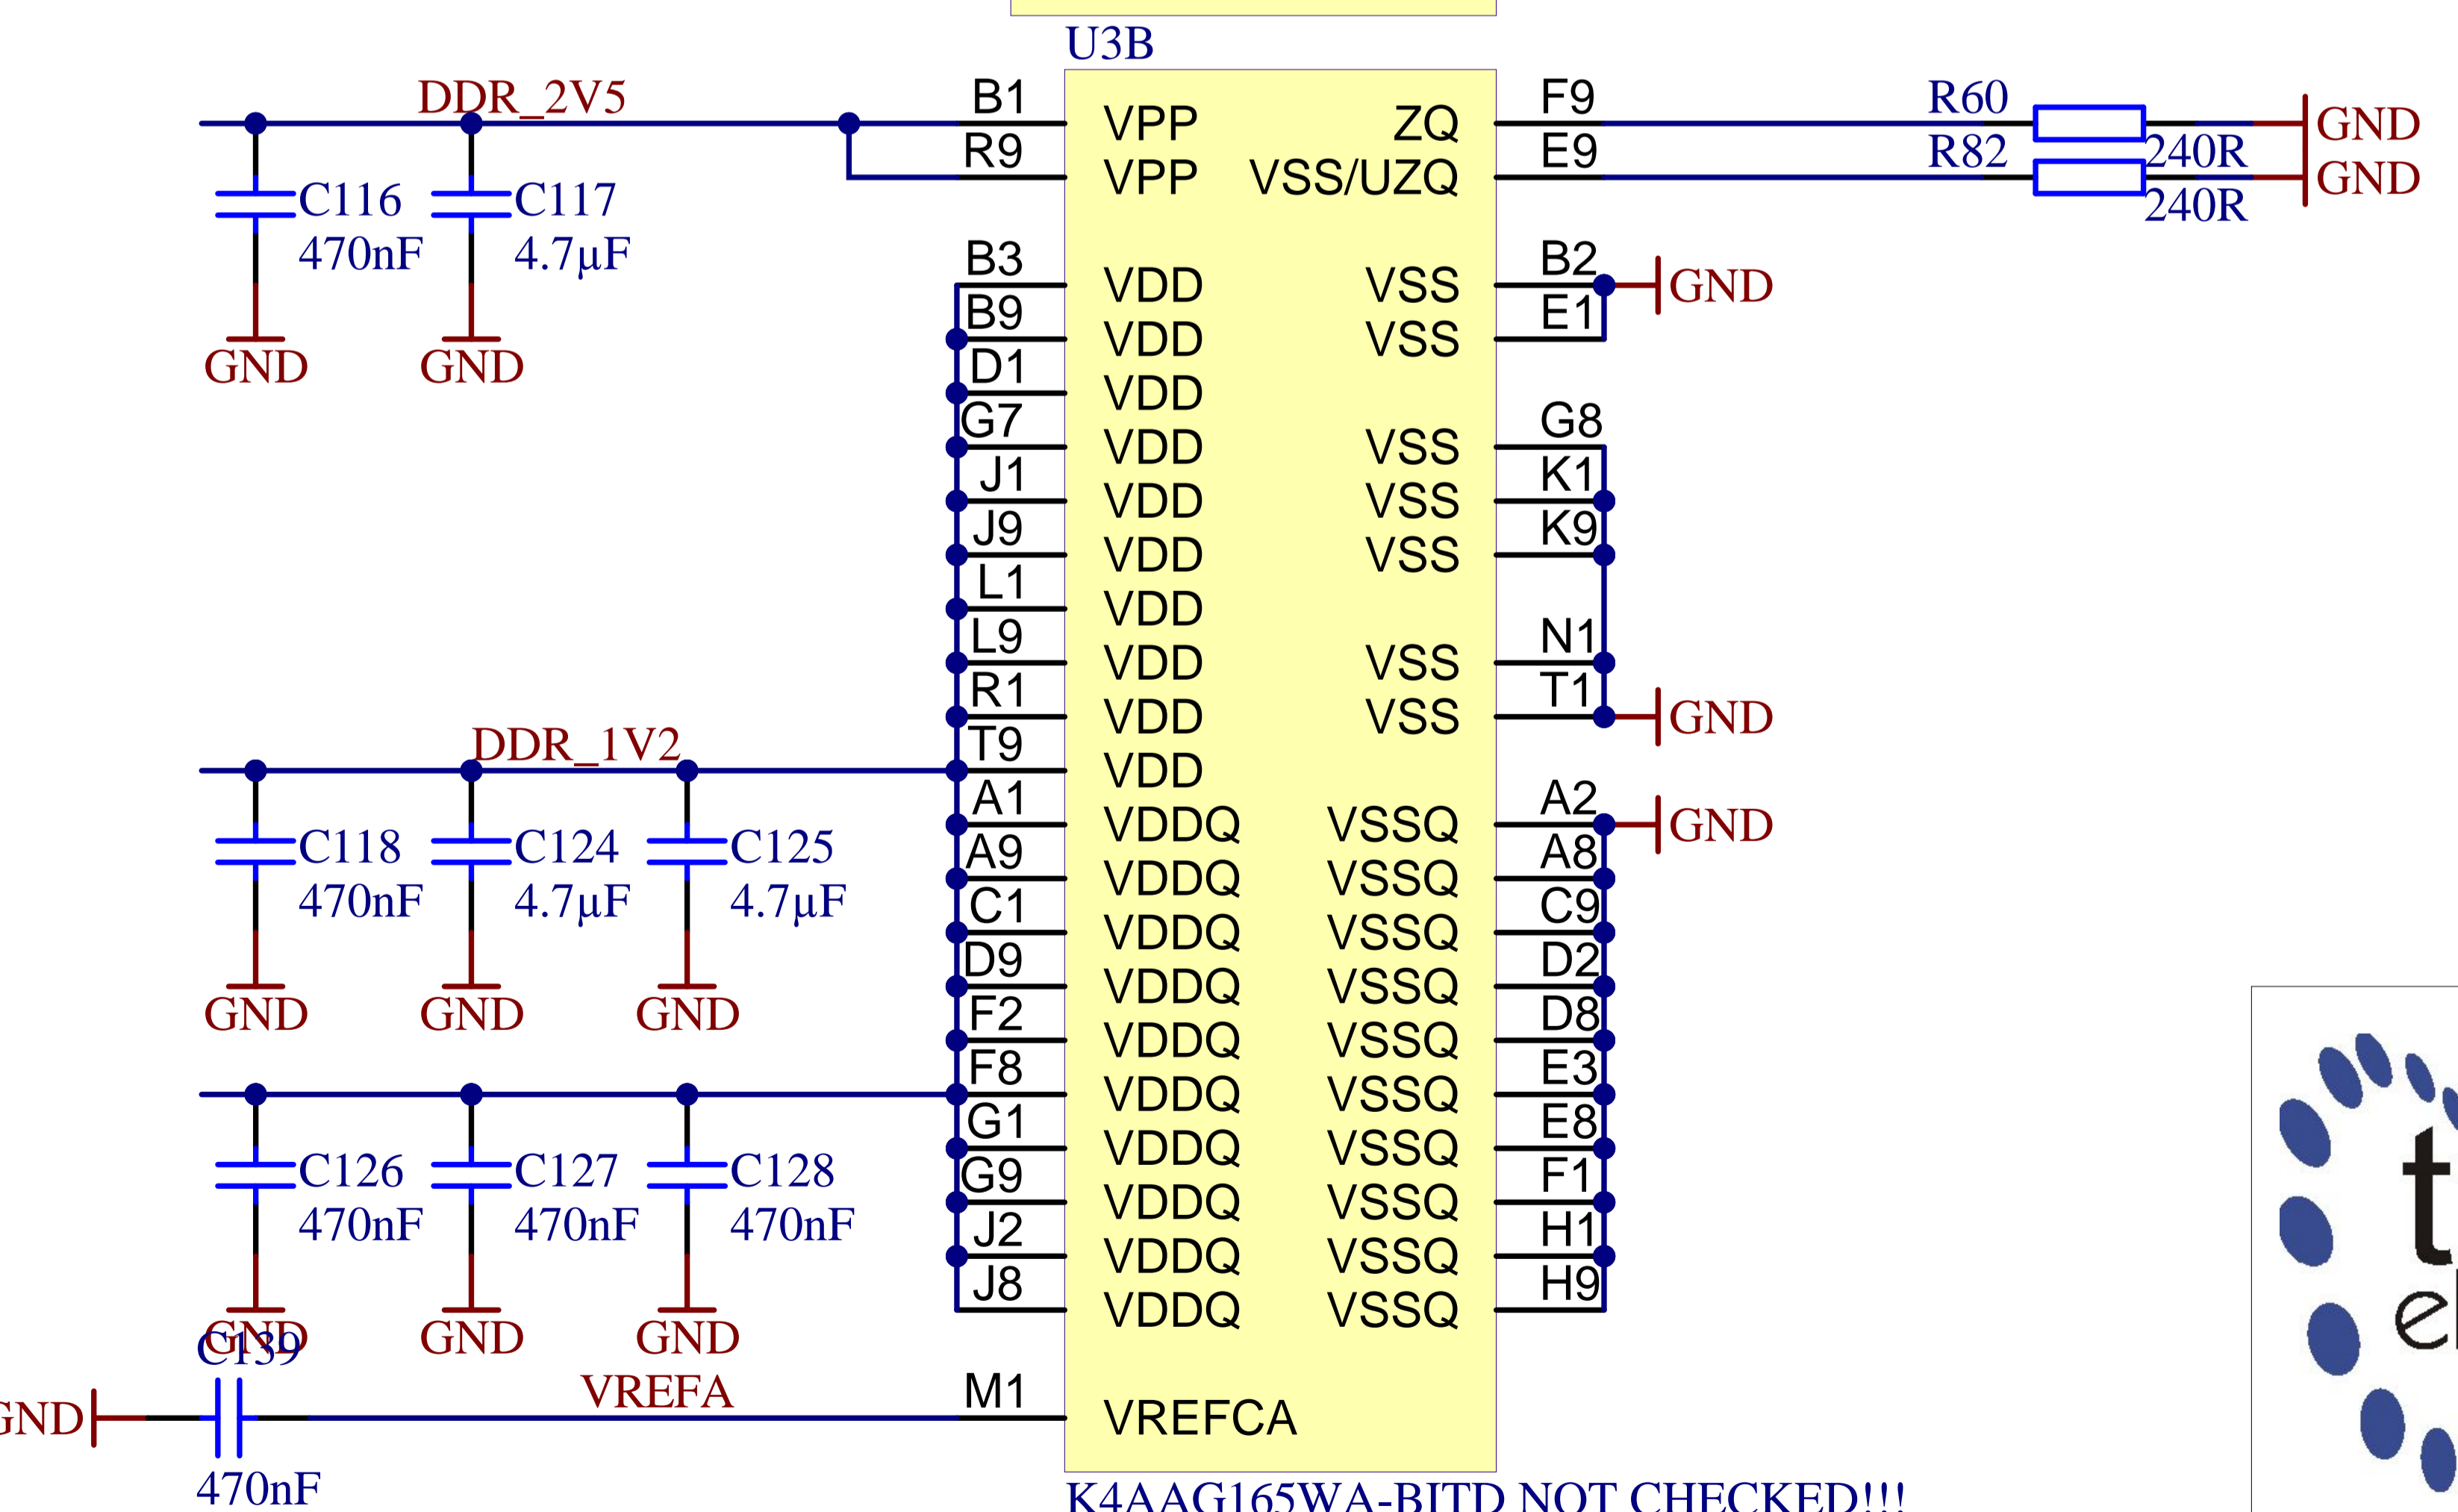 U3B
DDR_2V5
B1 VPP ZQ F9 R60 240R GND
R9 VPP VSS/UZQ E9 R82 240R GND
C116 C117
470nF 4.7µF
GND GND
B3 VDD VSS B2 GND
B9 VDD VSS E1
D1 VDD
G7 VDD VSS G8
J1 VDD VSS K1
J9 VDD VSS K9
L1 VDD
L9 VDD VSS N1
R1 VDD VSS T1 GND
DDR_1V2
T9 VDD
A1 VDDQ VSSQ A2 GND
C118 C124 C125
470nF 4.7µF 4.7µF
GND GND GND
A9 VDDQ VSSQ A8
C1 VDDQ VSSQ C9
D9 VDDQ VSSQ D2
F2 VDDQ VSSQ D8
F8 VDDQ VSSQ E3
G1 VDDQ VSSQ E8
C126 C127 C128
470nF 470nF 470nF
GND GND GND
G9 VDDQ VSSQ F1
J2 VDDQ VSSQ H1
J8 VDDQ VSSQ H9
C139
GND VREFA M1 VREFCA
470nF
K4AAG165WA-BITD NOT CHECKED!!!
t
e